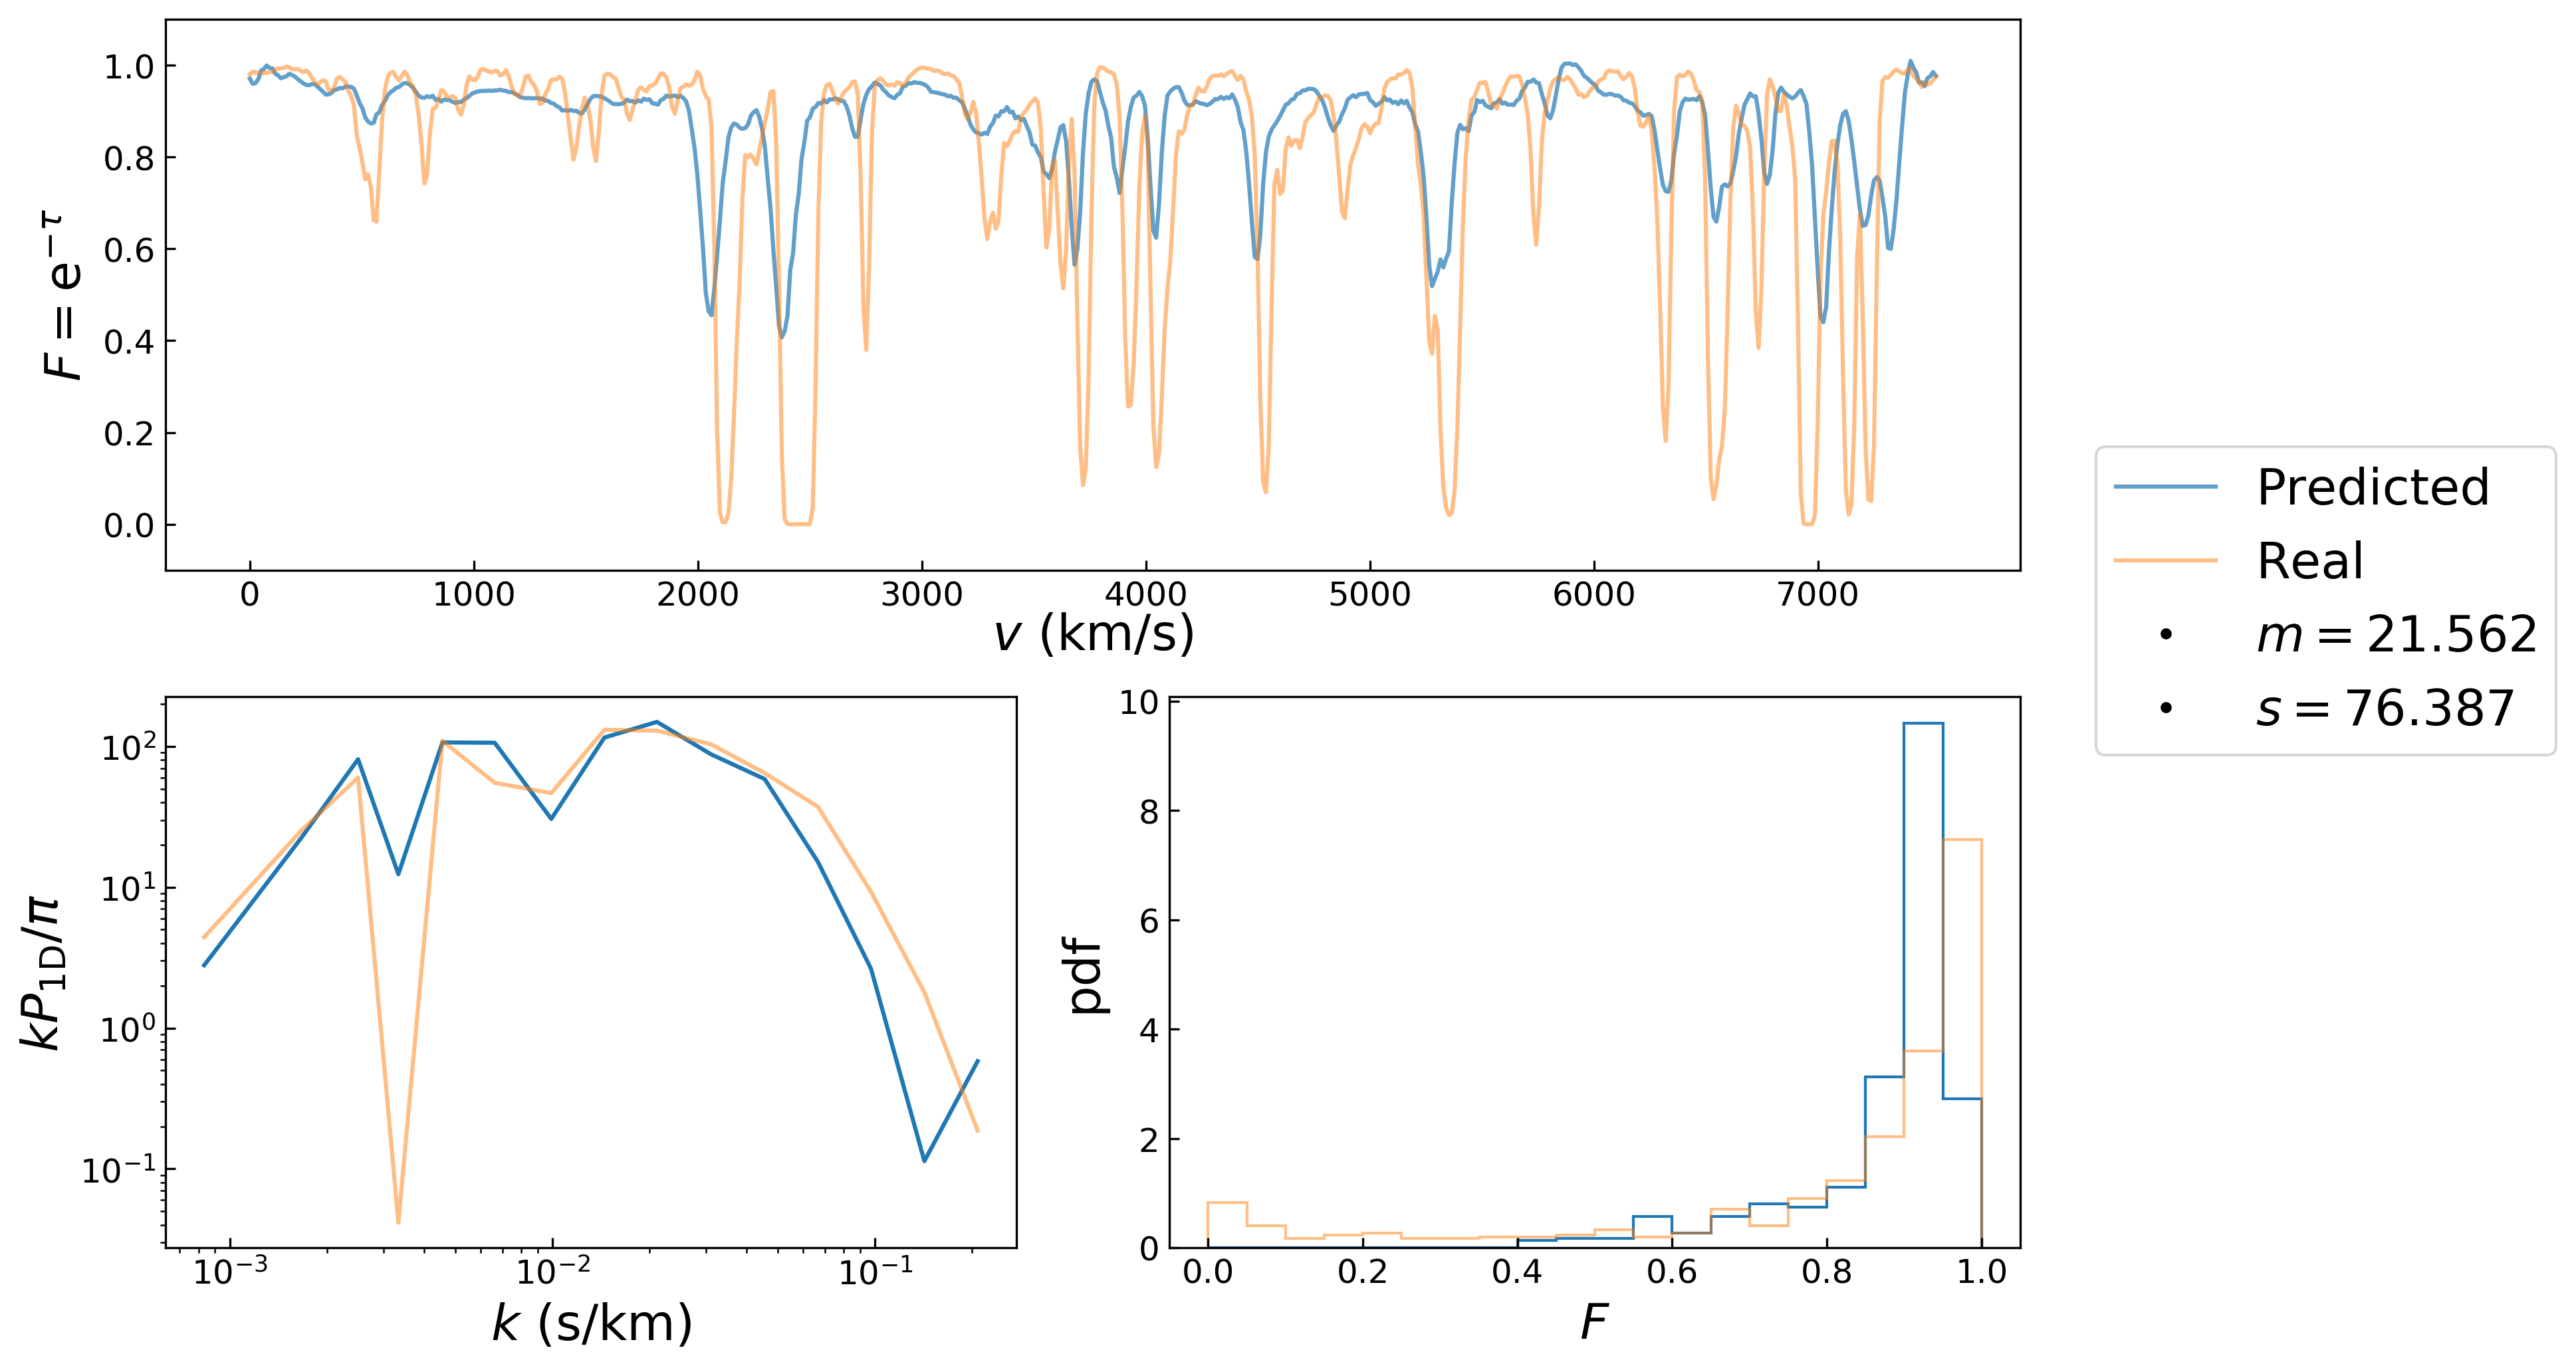 1.0
0.8
0.6
0.4
0.2
0.0
F = e^{−τ}
0 1000 2000 3000 4000 5000 6000 7000
v (km/s)
Predicted
Real
m = 21.562
s = 76.387
10^2
10^1
10^0
10^{−1}
kP_{1D}/π
10^{−3} 10^{−2} 10^{−1}
k (s/km)
10
8
6
4
2
0
pdf
0.0 0.2 0.4 0.6 0.8 1.0
F